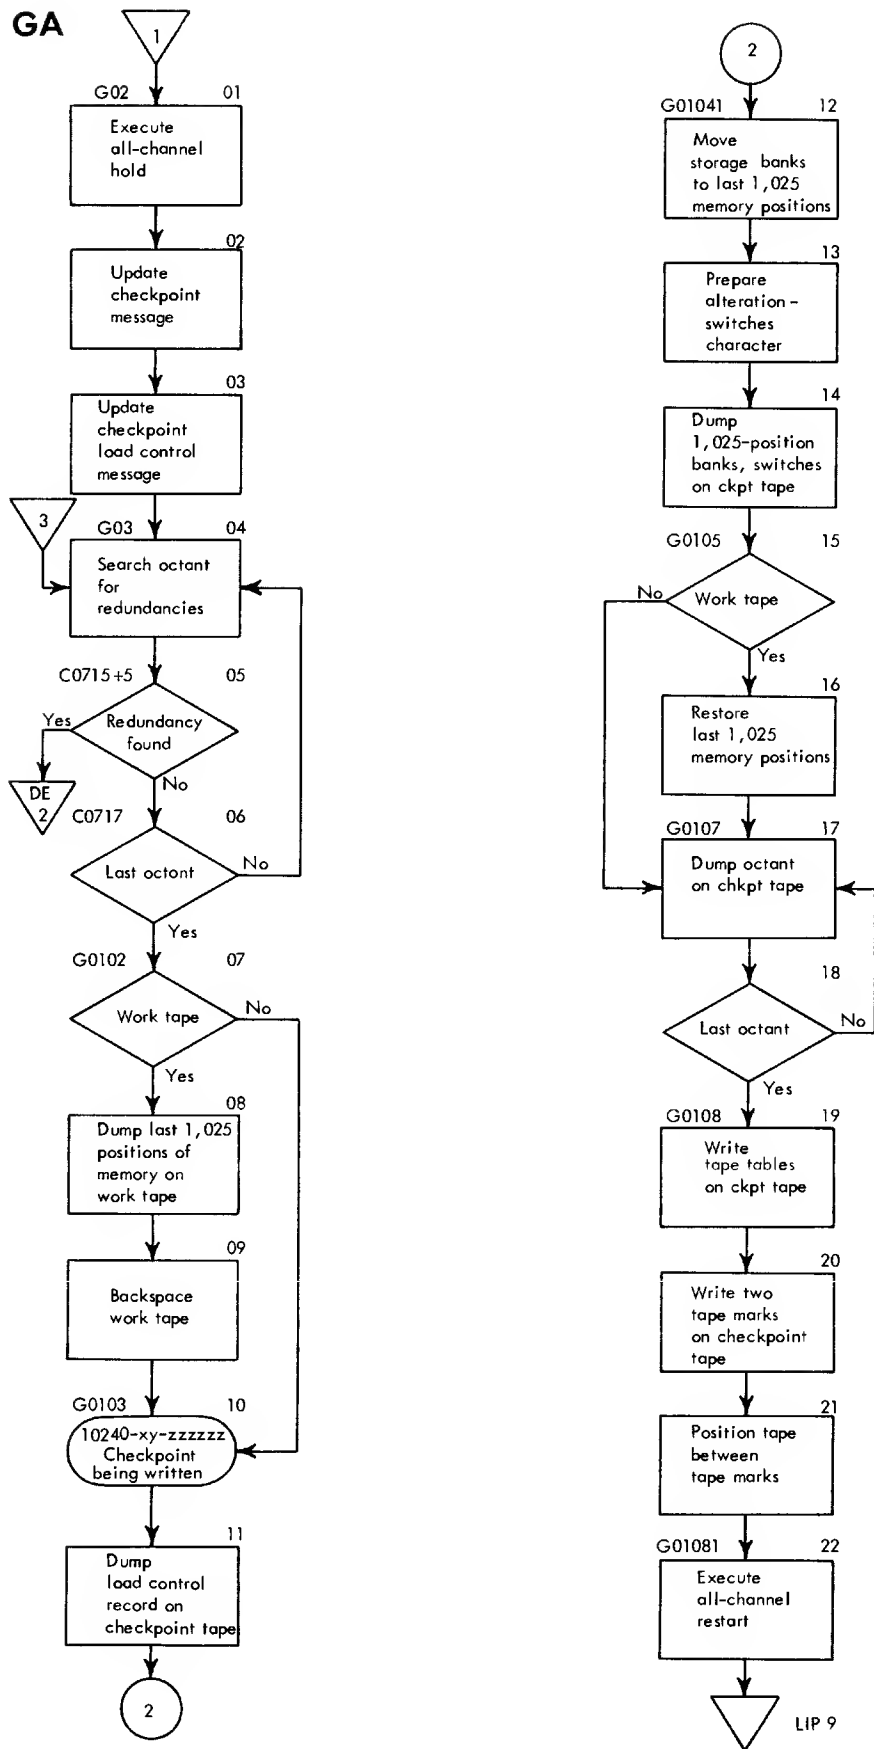 GA
1
G02 01
Execute
all-channel
hold
02
Update
checkpoint
message
03
Update
checkpoint
load control
message
3
G03 04
Search octant
for
redundancies
C0715+5 05
Yes
Redundancy
found
No
DE
2
C0717 06
Last octont
No
Yes
G0102 07
Work tape
No
Yes
08
Dump last 1,025
positions of
memory on
work tape
09
Backspace
work tape
G0103 10
10240-xy-zzzzzz
Checkpoint
being written
11
Dump
load control
record on
checkpoint tape
2
2
G01041 12
Move
storage banks
to last 1,025
memory positions
13
Prepare
alteration-
switches
character
14
Dump
1,025-position
banks, switches
on ckpt tape
G0105 15
No
Work tape
Yes
16
Restore
last 1,025
memory positions
G0107 17
Dump octant
on chkpt tape
18
Last octant
No
Yes
G0108 19
Write
tape tables
on ckpt tape
20
Write two
tape marks
on checkpoint
tape
21
Position tape
between
tape marks
G01081 22
Execute
all-channel
restart
LIP 9